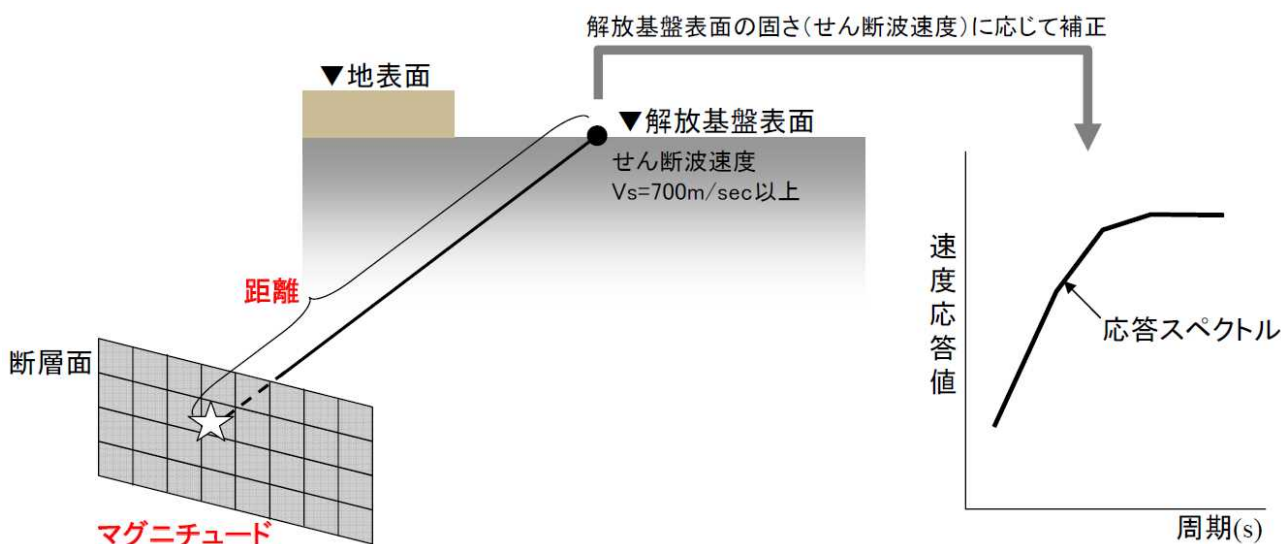 解放基盤表面の固さ(せん断波速度)に応じて補正
▼地表面
▼解放基盤表面
せん断波速度
Vs=700m/sec以上
距離
断層面
マグニチュード
速度応答値
応答スペクトル
周期(s)